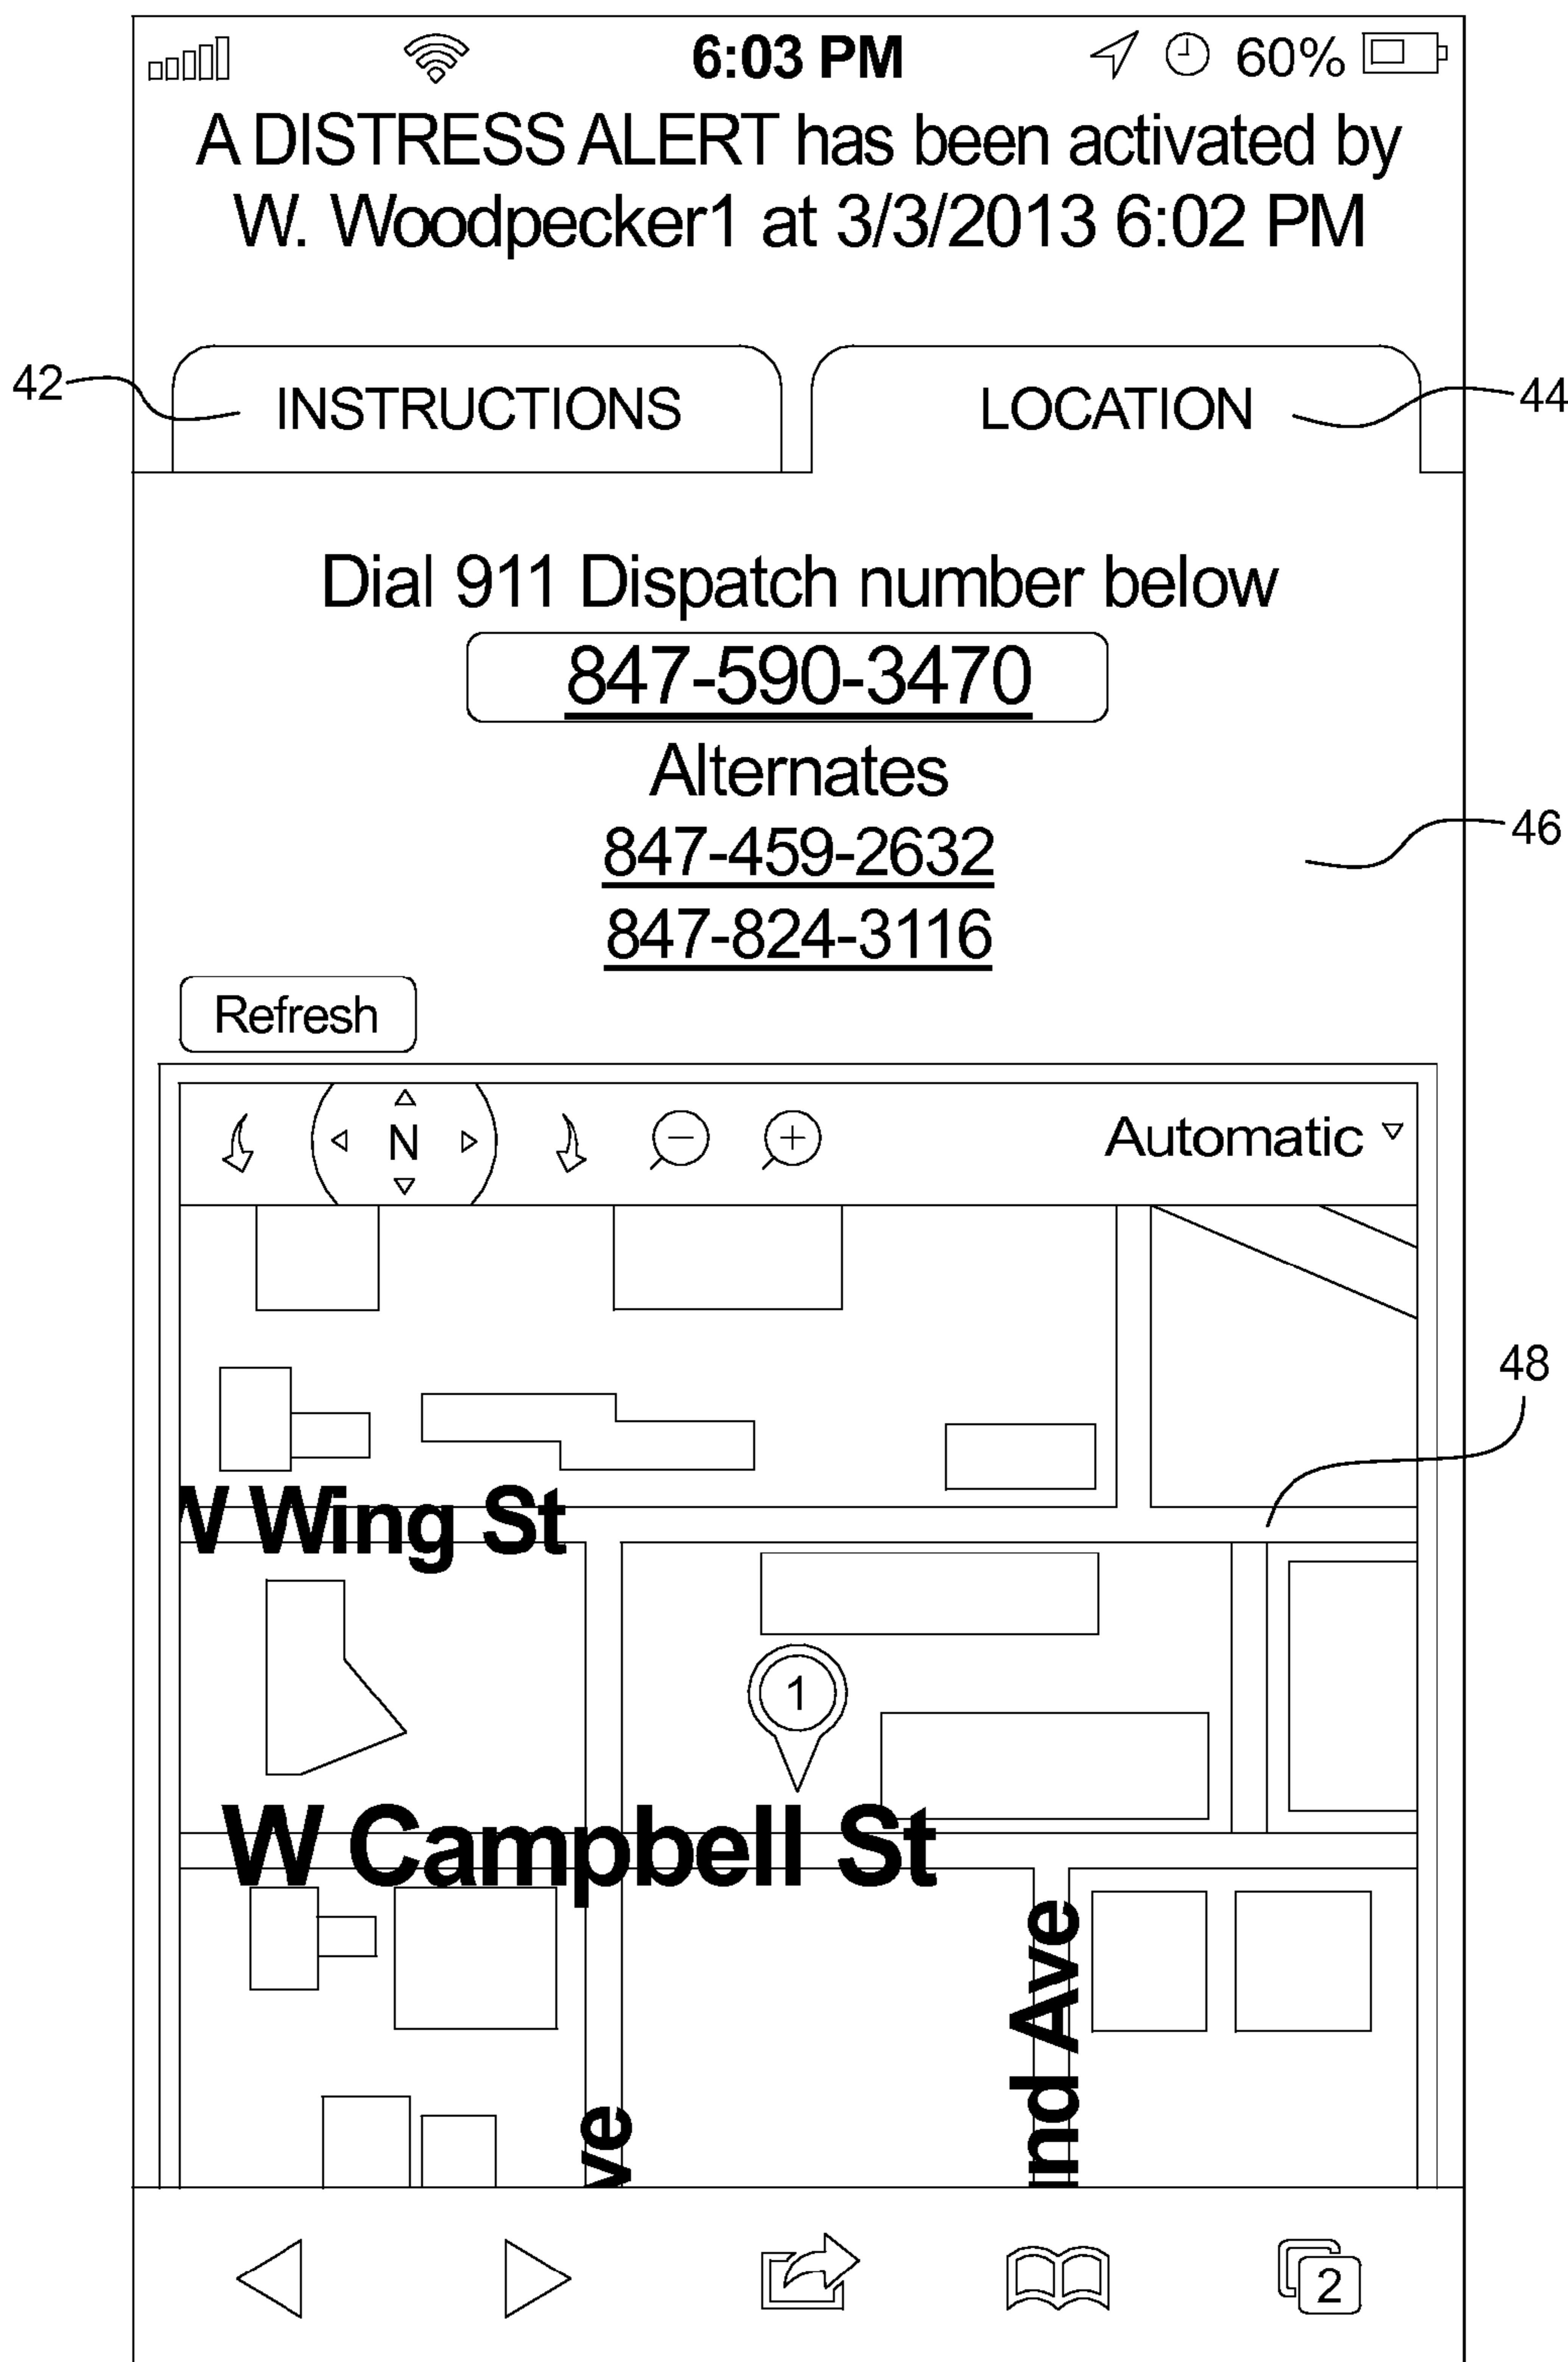 6:03 PM 60%
A DISTRESS ALERT has been activated by
W. Woodpecker1 at 3/3/2013 6:02 PM
42 INSTRUCTIONS LOCATION 44
Dial 911 Dispatch number below
847-590-3470
Alternates
847-459-2632
46
847-824-3116
Refresh
N Automatic
48
W Wing St
1
W Campbell St
nd Ave
ve
2